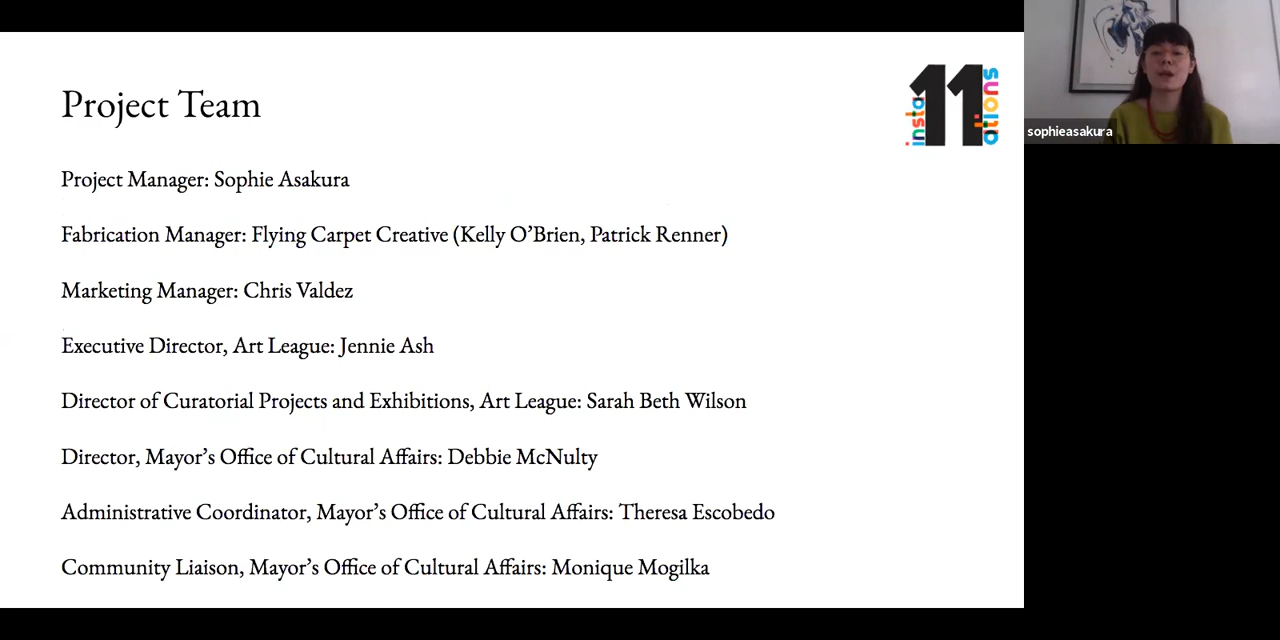 Project Team
insta
11
ations
sophieasakura
Project Manager: Sophie Asakura
Fabrication Manager: Flying Carpet Creative (Kelly O’Brien, Patrick Renner)
Marketing Manager: Chris Valdez
Executive Director, Art League: Jennie Ash
Director of Curatorial Projects and Exhibitions, Art League: Sarah Beth Wilson
Director, Mayor’s Office of Cultural Affairs: Debbie McNulty
Administrative Coordinator, Mayor’s Office of Cultural Affairs: Theresa Escobedo
Community Liaison, Mayor’s Office of Cultural Affairs: Monique Mogilka